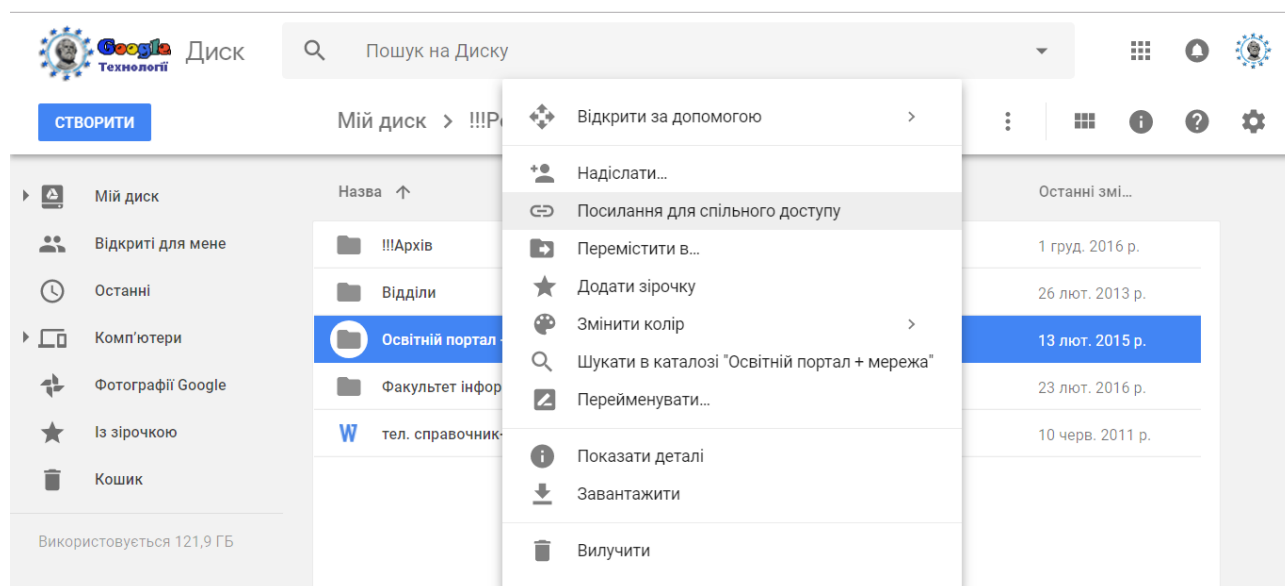 Google Технології Диск
Пошук на Диску
СТВОРИТИ
Мій диск > !!!
Відкрити за допомогою
Надіслати...
Посилання для спільного доступу
Перемістити в...
Додати зірочку
Змінити колір
Шукати в каталозі "Освітній портал + мережа"
Перейменувати...
Показати деталі
Завантажити
Вилучити
Мій диск
Відкриті для мене
Останні
Комп'ютери
Фотографії Google
Із зірочкою
Кошик
Використовується 121,9 ГБ
Назва
Останні змі...
!!!Архів
1 груд. 2016 р.
Відділи
26 лют. 2013 р.
Освітній портал
13 лют. 2015 р.
Факультет інфор
23 лют. 2016 р.
W тел. справочник-
10 черв. 2011 р.